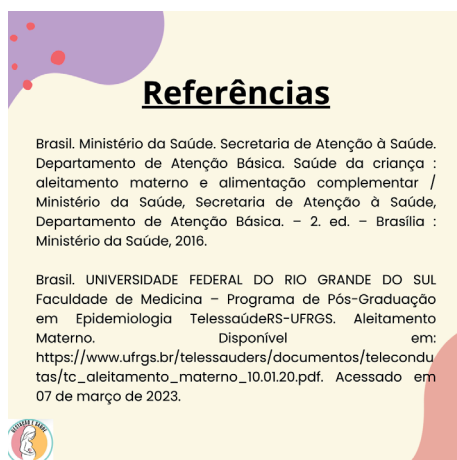 Referências
Brasil. Ministério da Saúde. Secretaria de Atenção à Saúde.
Departamento de Atenção Básica. Saúde da criança :
aleitamento materno e alimentação complementar /
Ministério da Saúde, Secretaria de Atenção à Saúde,
Departamento de Atenção Básica. – 2. ed. – Brasília :
Ministério da Saúde, 2016.
Brasil. UNIVERSIDADE FEDERAL DO RIO GRANDE DO SUL
Faculdade de Medicina – Programa de Pós-Graduação
em Epidemiologia TelessaúdeRS-UFRGS. Aleitamento
Materno. Disponível em:
https://www.ufrgs.br/telessauders/documentos/telecondu
tas/tc_aleitamento_materno_10.01.20.pdf. Acessado em
07 de março de 2023.